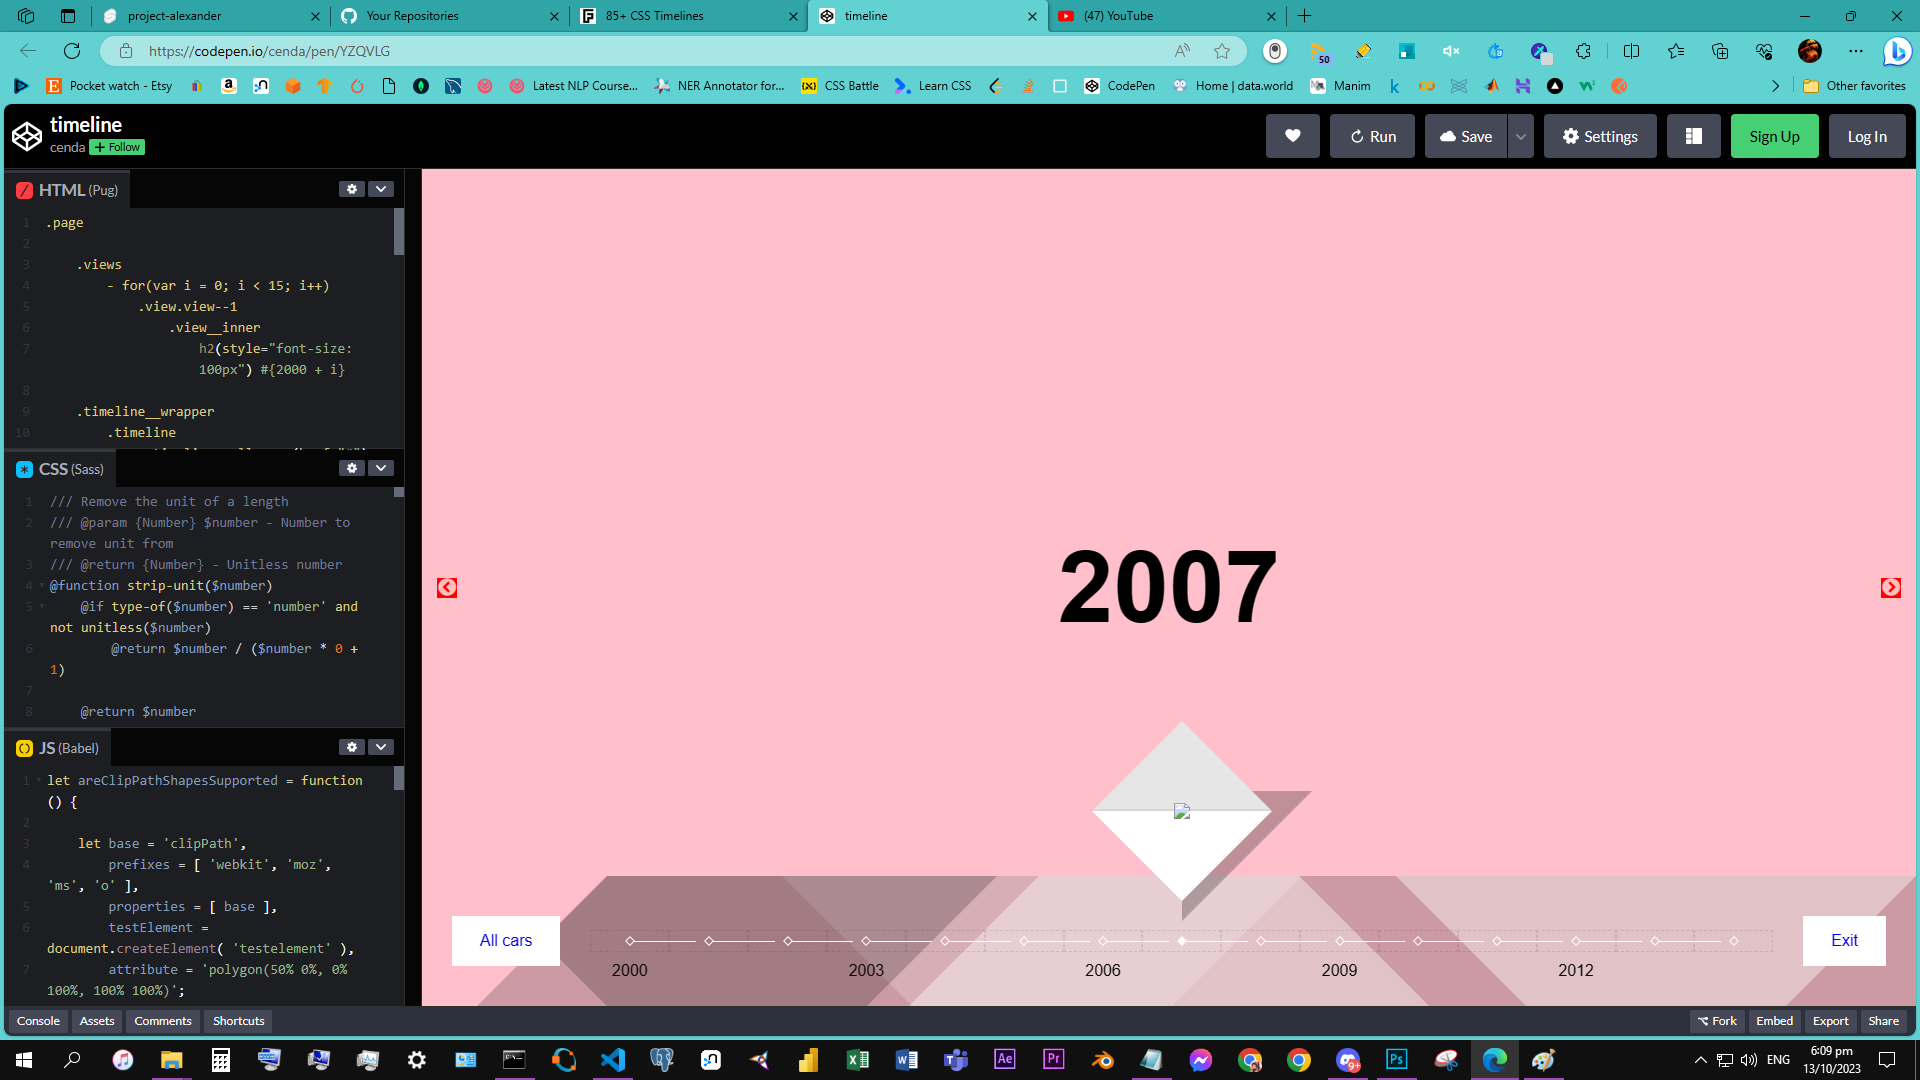 project-alexander
Your Repositories
85+ CSS Timelines
timeline
(47) YouTube
https://codepen.io/cenda/pen/YZQVLG
50
Pocket watch - Etsy
Latest NLP Course...
NER Annotator for...
CSS Battle
Learn CSS
CodePen
Home | data.world
Manim
Other favorites
timeline
cenda
+ Follow
Run
Save
Settings
Sign Up
Log In
HTML (Pug)
1 .page
2
3 .views
4 - for(var i = 0; i < 15; i++)
5 .view.view--1
6 .view__inner
7 h2(style="font-size:
100px") #{2000 + i}
8
9 .timeline__wrapper
10 .timeline
CSS (Sass)
1 /// Remove the unit of a length
2 /// @param {Number} $number - Number to
remove unit from
3 /// @return {Number} - Unitless number
4 @function strip-unit($number)
5 @if type-of($number) == 'number' and
not unitless($number)
6 @return $number / ($number * 0 +
1)
7
8 @return $number
JS (Babel)
1 let areClipPathShapesSupported = function
() {
2
3 let base = 'clipPath',
4 prefixes = [ 'webkit', 'moz',
'ms', 'o' ],
5 properties = [ base ],
6 testElement =
document.createElement( 'testelement' ),
7 attribute = 'polygon(50% 0%, 0%
100%, 100% 100%)';
2007
All cars
2000
2003
2006
2009
2012
Exit
Console
Assets
Comments
Shortcuts
Fork
Embed
Export
Share
Ae
Pr
9+
Ps
ENG
6:09 pm
13/10/2023